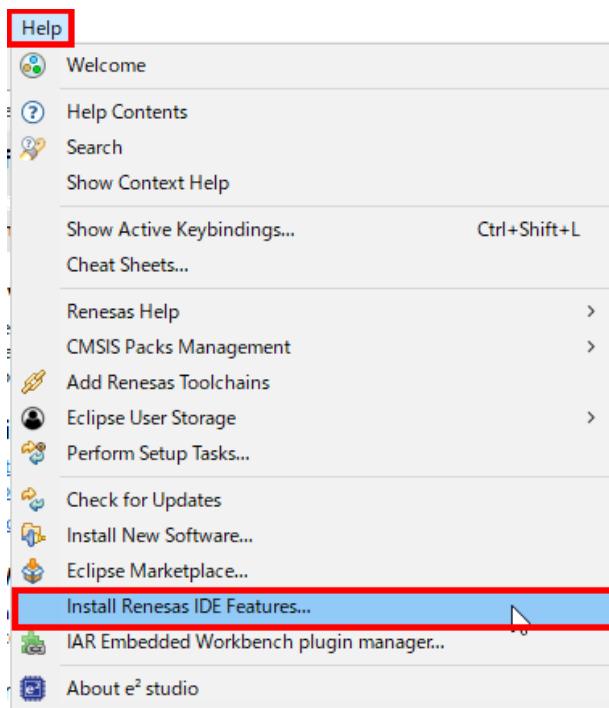 Help
Welcome
Help Contents
Search
Show Context Help
Show Active Keybindings... Ctrl+Shift+L
Cheat Sheets...
Renesas Help
CMSIS Packs Management
Add Renesas Toolchains
Eclipse User Storage
Perform Setup Tasks...
Check for Updates
Install New Software...
Eclipse Marketplace...
Install Renesas IDE Features...
IAR Embedded Workbench plugin manager...
About e² studio